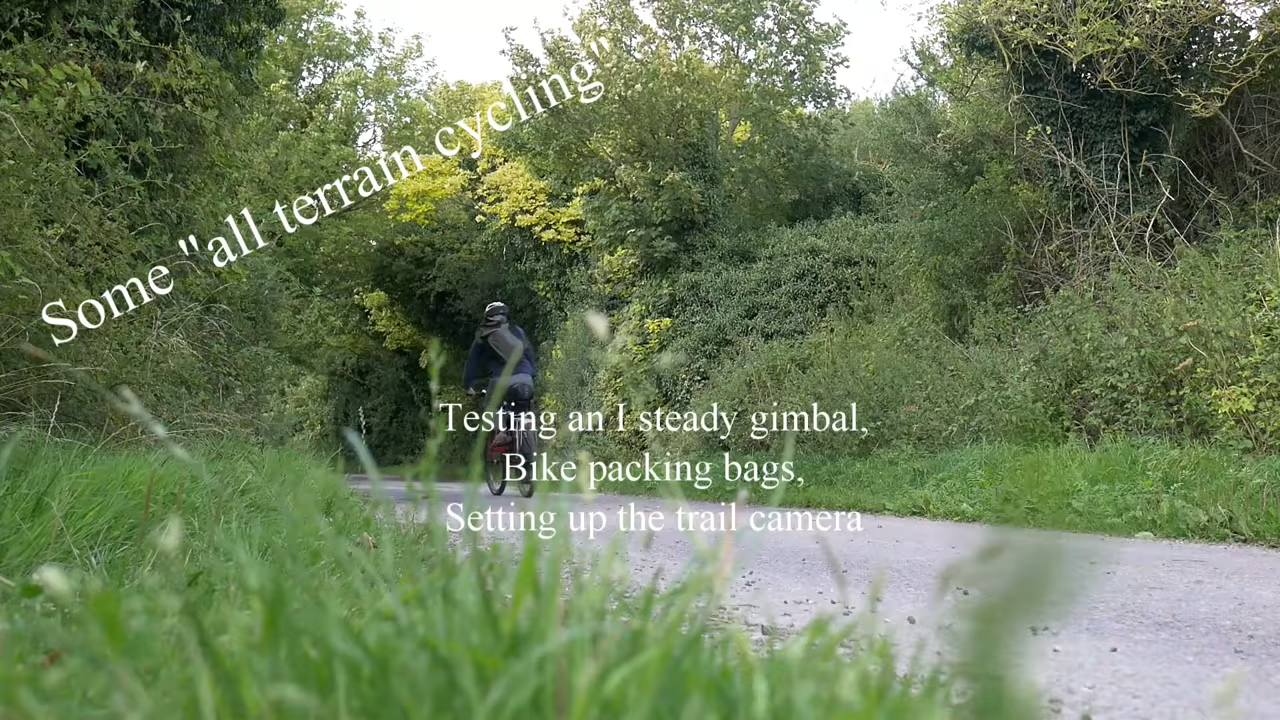 Some "all terrain cycling"
Testing an I steady gimbal,
Bike packing bags,
Setting up the trail camera